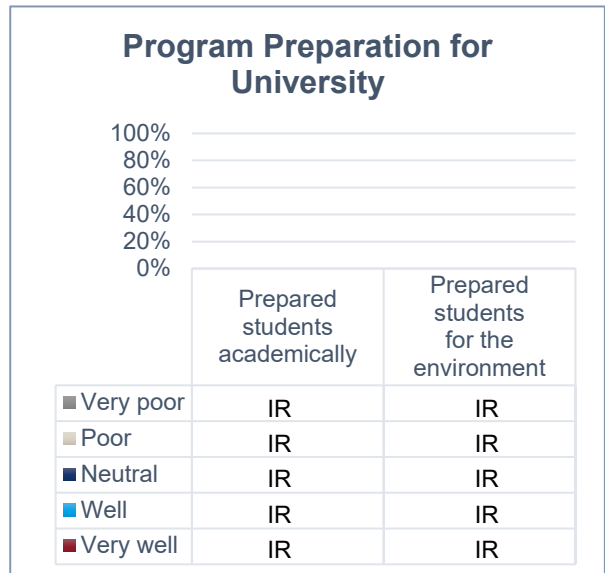 Program Preparation for
University
100%
80%
60%
40%
20%
0%
Prepared
students
academically
Prepared
students
for the
environment
Very poor IR IR
Poor IR IR
Neutral IR IR
Well IR IR
Very well IR IR